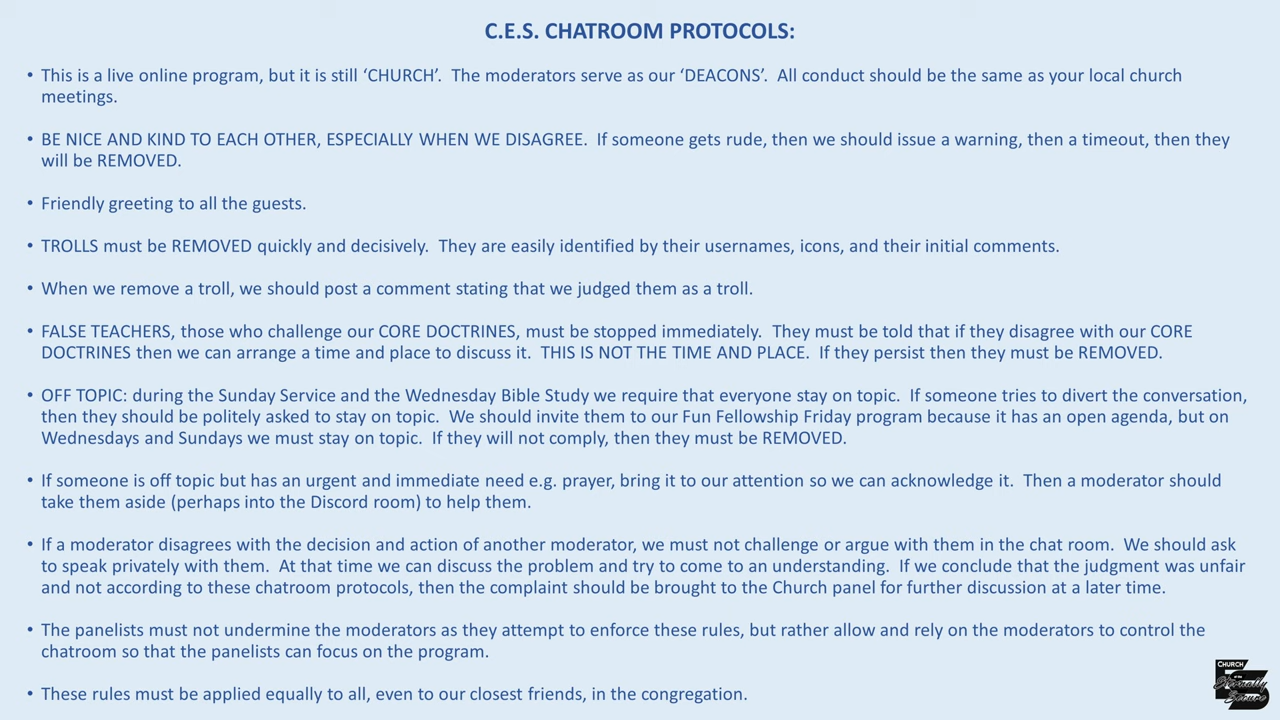 C.E.S. CHATROOM PROTOCOLS:
• This is a live online program, but it is still ‘CHURCH’.  The moderators serve as our ‘DEACONS’.  All conduct should be the same as your local church
meetings.
• BE NICE AND KIND TO EACH OTHER, ESPECIALLY WHEN WE DISAGREE.  If someone gets rude, then we should issue a warning, then a timeout, then they
will be REMOVED.
• Friendly greeting to all the guests.
• TROLLS must be REMOVED quickly and decisively.  They are easily identified by their usernames, icons, and their initial comments.
• When we remove a troll, we should post a comment stating that we judged them as a troll.
• FALSE TEACHERS, those who challenge our CORE DOCTRINES, must be stopped immediately.  They must be told that if they disagree with our CORE
DOCTRINES then we can arrange a time and place to discuss it.  THIS IS NOT THE TIME AND PLACE.  If they persist then they must be REMOVED.
• OFF TOPIC: during the Sunday Service and the Wednesday Bible Study we require that everyone stay on topic.  If someone tries to divert the conversation,
then they should be politely asked to stay on topic.  We should invite them to our Fun Fellowship Friday program because it has an open agenda, but on
Wednesdays and Sundays we must stay on topic.  If they will not comply, then they must be REMOVED.
• If someone is off topic but has an urgent and immediate need e.g. prayer, bring it to our attention so we can acknowledge it.  Then a moderator should
take them aside (perhaps into the Discord room) to help them.
• If a moderator disagrees with the decision and action of another moderator, we must not challenge or argue with them in the chat room.  We should ask
to speak privately with them.  At that time we can discuss the problem and try to come to an understanding.  If we conclude that the judgment was unfair
and not according to these chatroom protocols, then the complaint should be brought to the Church panel for further discussion at a later time.
• The panelists must not undermine the moderators as they attempt to enforce these rules, but rather allow and rely on the moderators to control the
chatroom so that the panelists can focus on the program.
• These rules must be applied equally to all, even to our closest friends, in the congregation.
CHURCH
of the
Eternally
Secure